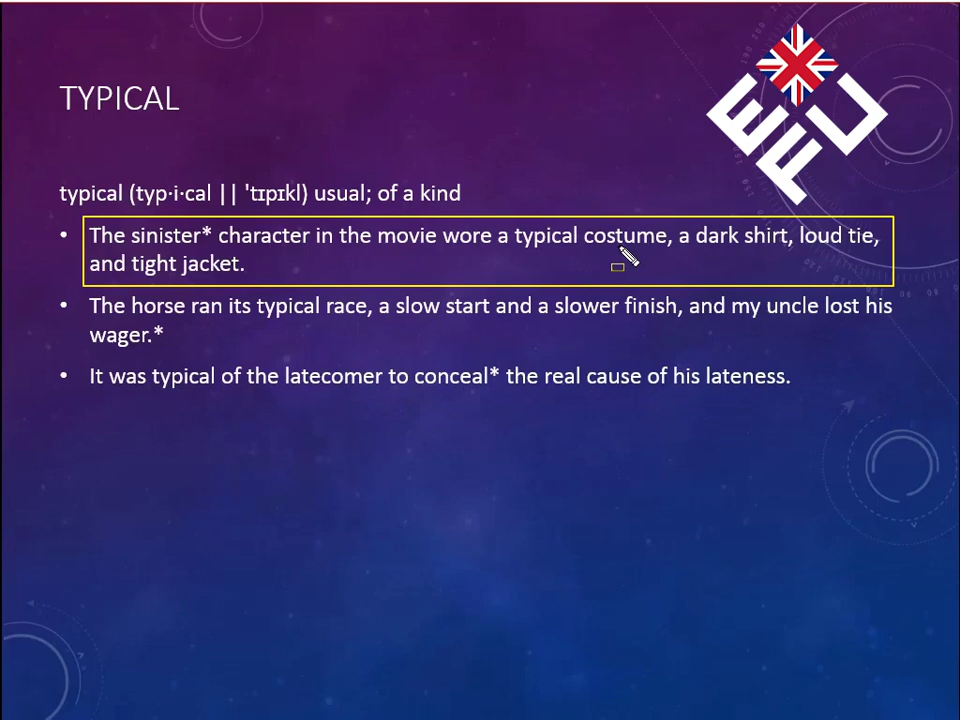 TYPICAL
EFU
typical (typ·i·cal || 'tɪpɪkl) usual; of a kind
• The sinister* character in the movie wore a typical costume, a dark shirt, loud tie,
and tight jacket.
• The horse ran its typical race, a slow start and a slower finish, and my uncle lost his
wager.*
• It was typical of the latecomer to conceal* the real cause of his lateness.